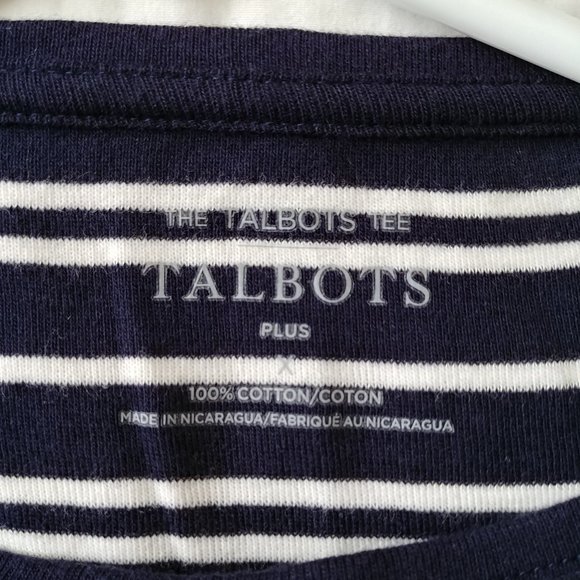 THE TALBOTS TEE
TALBOTS
PLUS
X
100% COTTON/COTON
MADE IN NICARAGUA/FABRIQUÉ AU NICARAGUA